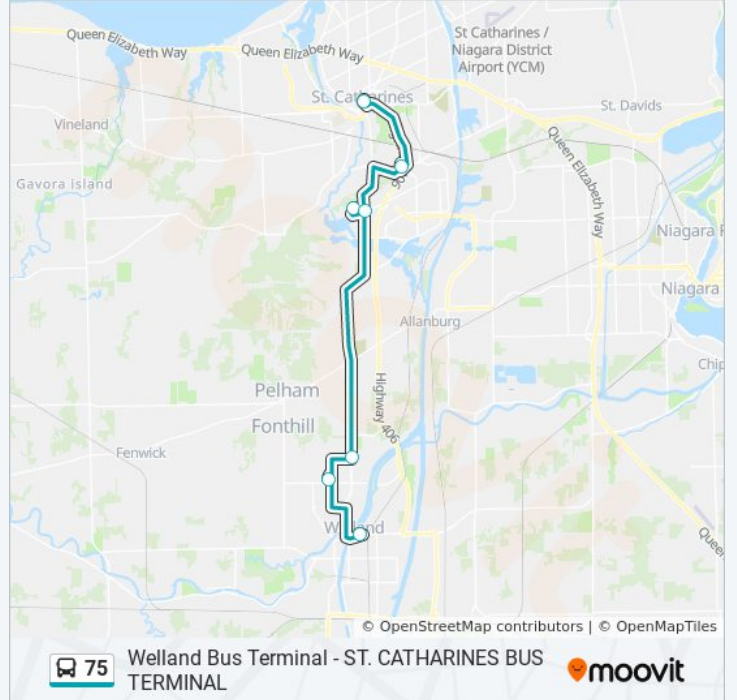 Queen Elizabeth Way
Queen Elizabeth Way
St Catharines /
Niagara District
Airport (YCM)
St. Catharines
St. Davids
Vineland
Queen Elizabeth Way
Gavora island
Niagara
Niagara
Allanburg
Chip
Pelham
Highway 406
Fonthill
Fenwick
Welland
Queen
© OpenStreetMap contributors | © OpenMapTiles
75
Welland Bus Terminal - ST. CATHARINES BUS
TERMINAL
moovit